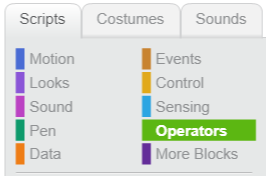 Scripts Costumes Sounds
Motion Events
Looks Control
Sound Sensing
Pen Operators
Data More Blocks